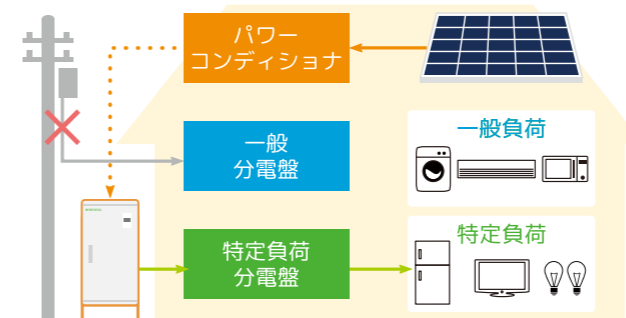 パワー
コンディショナ
一般
分電盤
一般負荷
特定負荷
分電盤
特定負荷